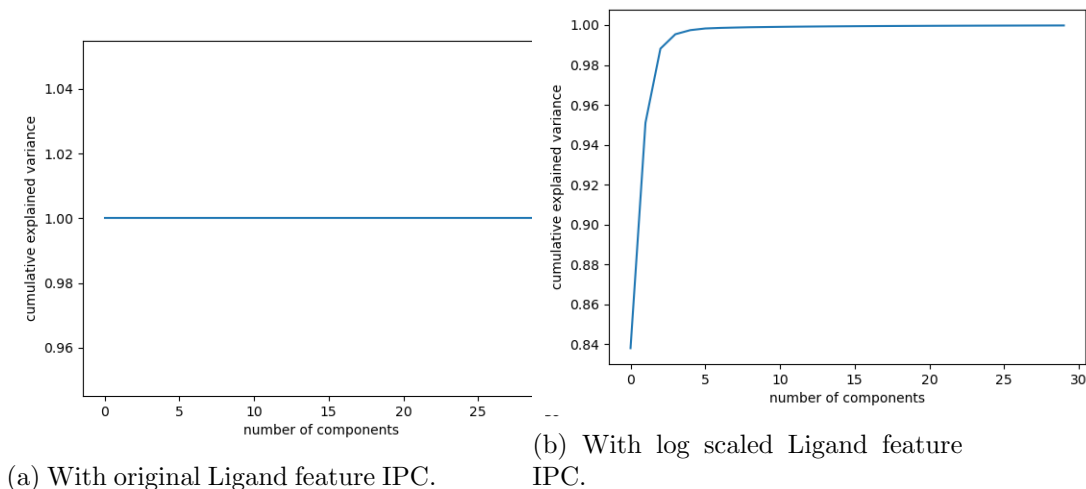 1.04
1.02
1.00
0.98
0.96
cumulative explained variance
0 5 10 15 20 25
number of components
(a) With original Ligand feature IPC.
1.00
0.98
0.96
0.94
0.92
0.90
0.88
0.86
0.84
cumulative explained variance
0 5 10 15 20 25 30
number of components
(b) With log scaled Ligand feature
IPC.